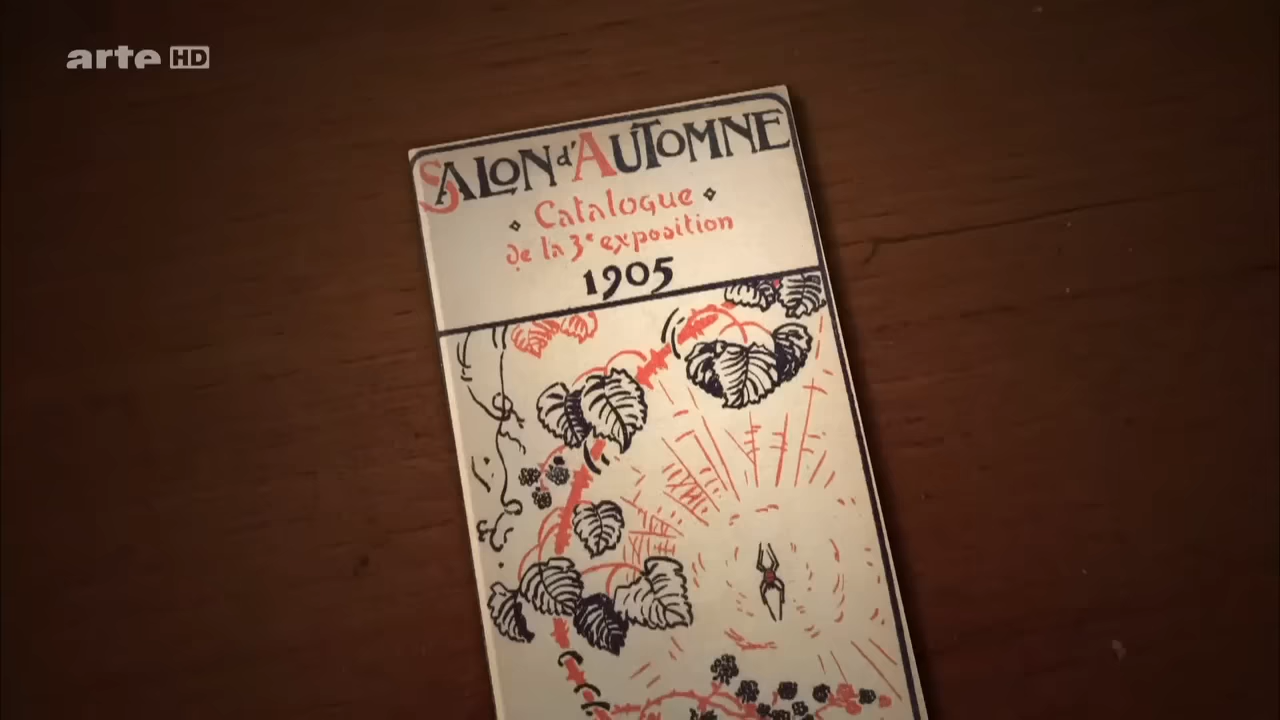 arte HD
SALON d'AUTOMNE
Catalogue
de la 3e exposition
1905